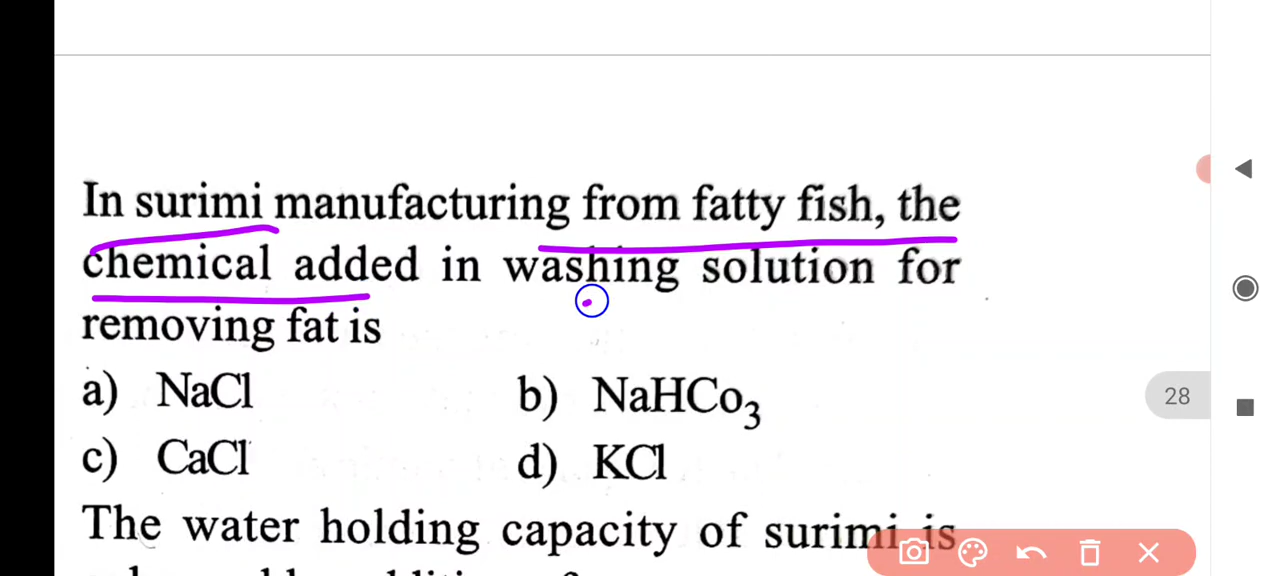 In surimi manufacturing from fatty fish, the
chemical added in washing solution for
removing fat is
a) NaCl b) NaHCo3
c) CaCl d) KCl
28
The water holding capacity of surimi is